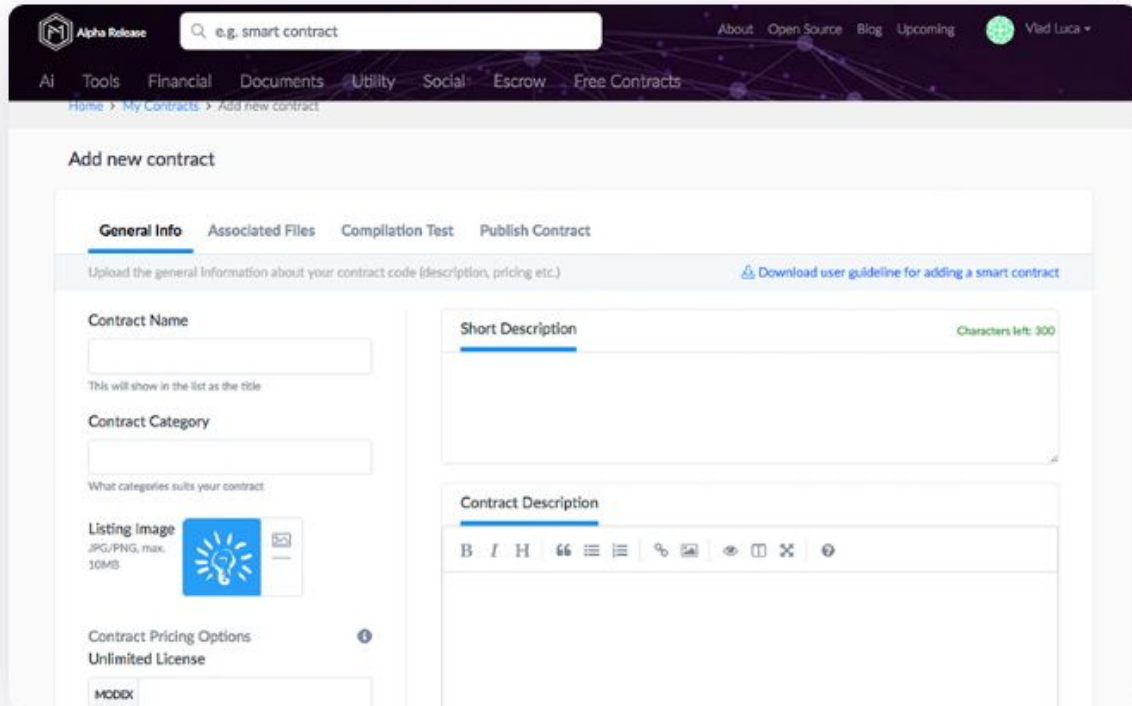 Alpha Release
e.g. smart contract
About Open Source Blog Upcoming Vlad Luca
Ai Tools Financial Documents Utility Social Escrow Free Contracts
Home > My Contracts > Add new contract
Add new contract
General Info Associated Files Compilation Test Publish Contract
Upload the general information about your contract code (description, pricing etc.)
Download user guideline for adding a smart contract
Contract Name
This will show in the list as the title
Contract Category
What categories suits your contract
Listing Image
JPG/PNG, max.
10MB
Contract Pricing Options
Unlimited License
MODEX
Short Description
Characters left: 300
Contract Description
B I H